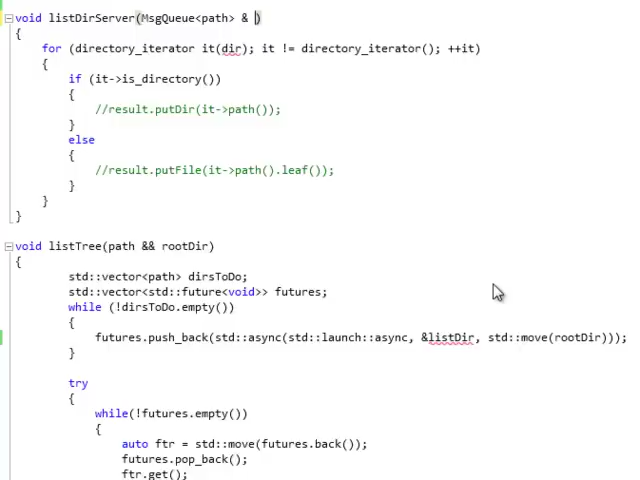 void listDirServer(MsgQueue<path> & )
{
for (directory_iterator it(dir); it != directory_iterator(); ++it)
{
if (it->is_directory())
{
//result.putDir(it->path());
}
else
{
//result.putFile(it->path().leaf());
}
}
}
void listTree(path && rootDir)
{
std::vector<path> dirsToDo;
std::vector<std::future<void>> futures;
while (!dirsToDo.empty())
{
futures.push_back(std::async(std::launch::async, &listDir, std::move(rootDir)));
}
try
{
while(!futures.empty())
{
auto ftr = std::move(futures.back());
futures.pop_back();
ftr.get();